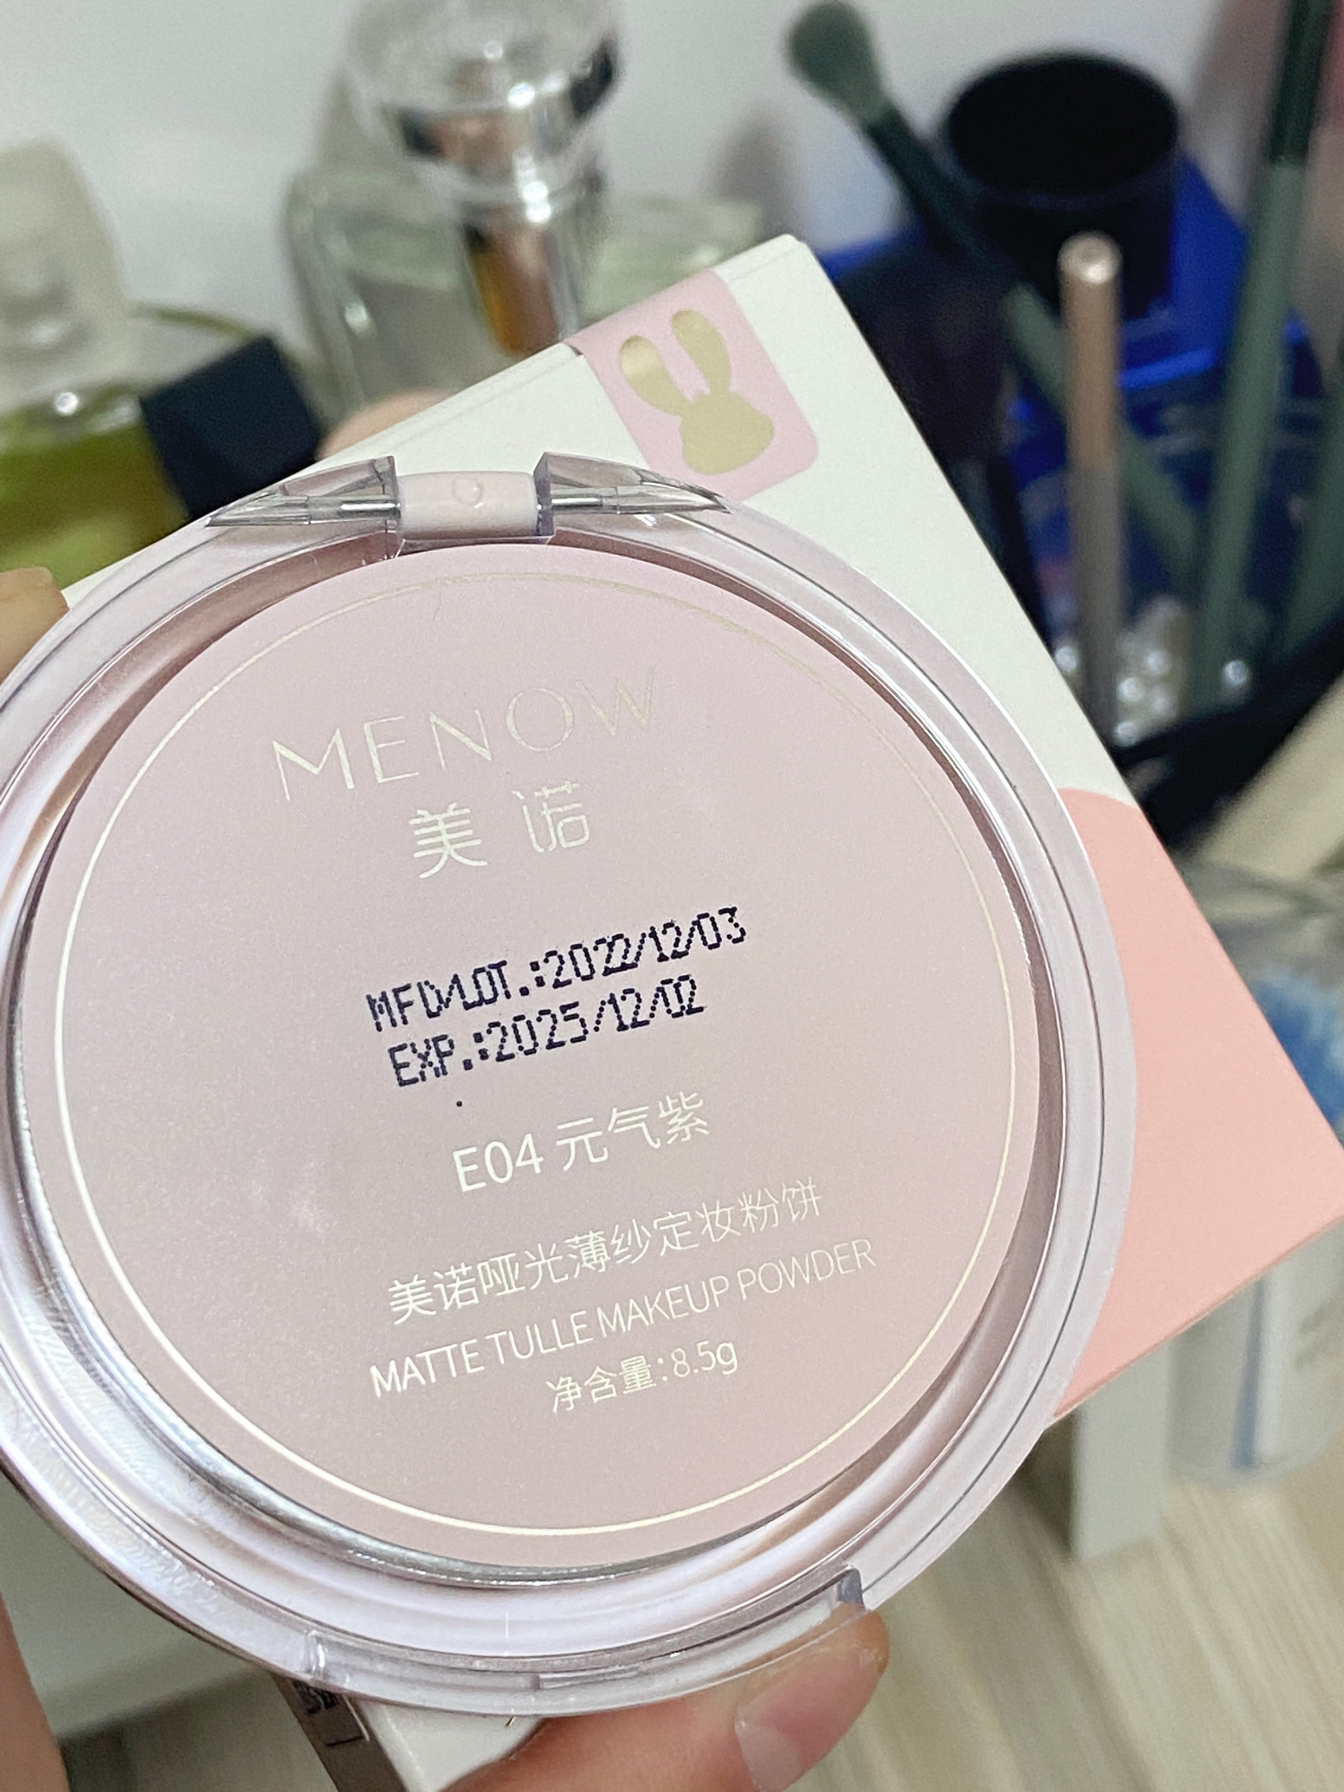 MENOW
美诺
MFD/LOT.:2022/12/03
EXP.:2025/12/02
E04 元气紫
美诺哑光薄纱定妆粉饼
MATTE TULLE MAKEUP POWDER
净含量:8.5g